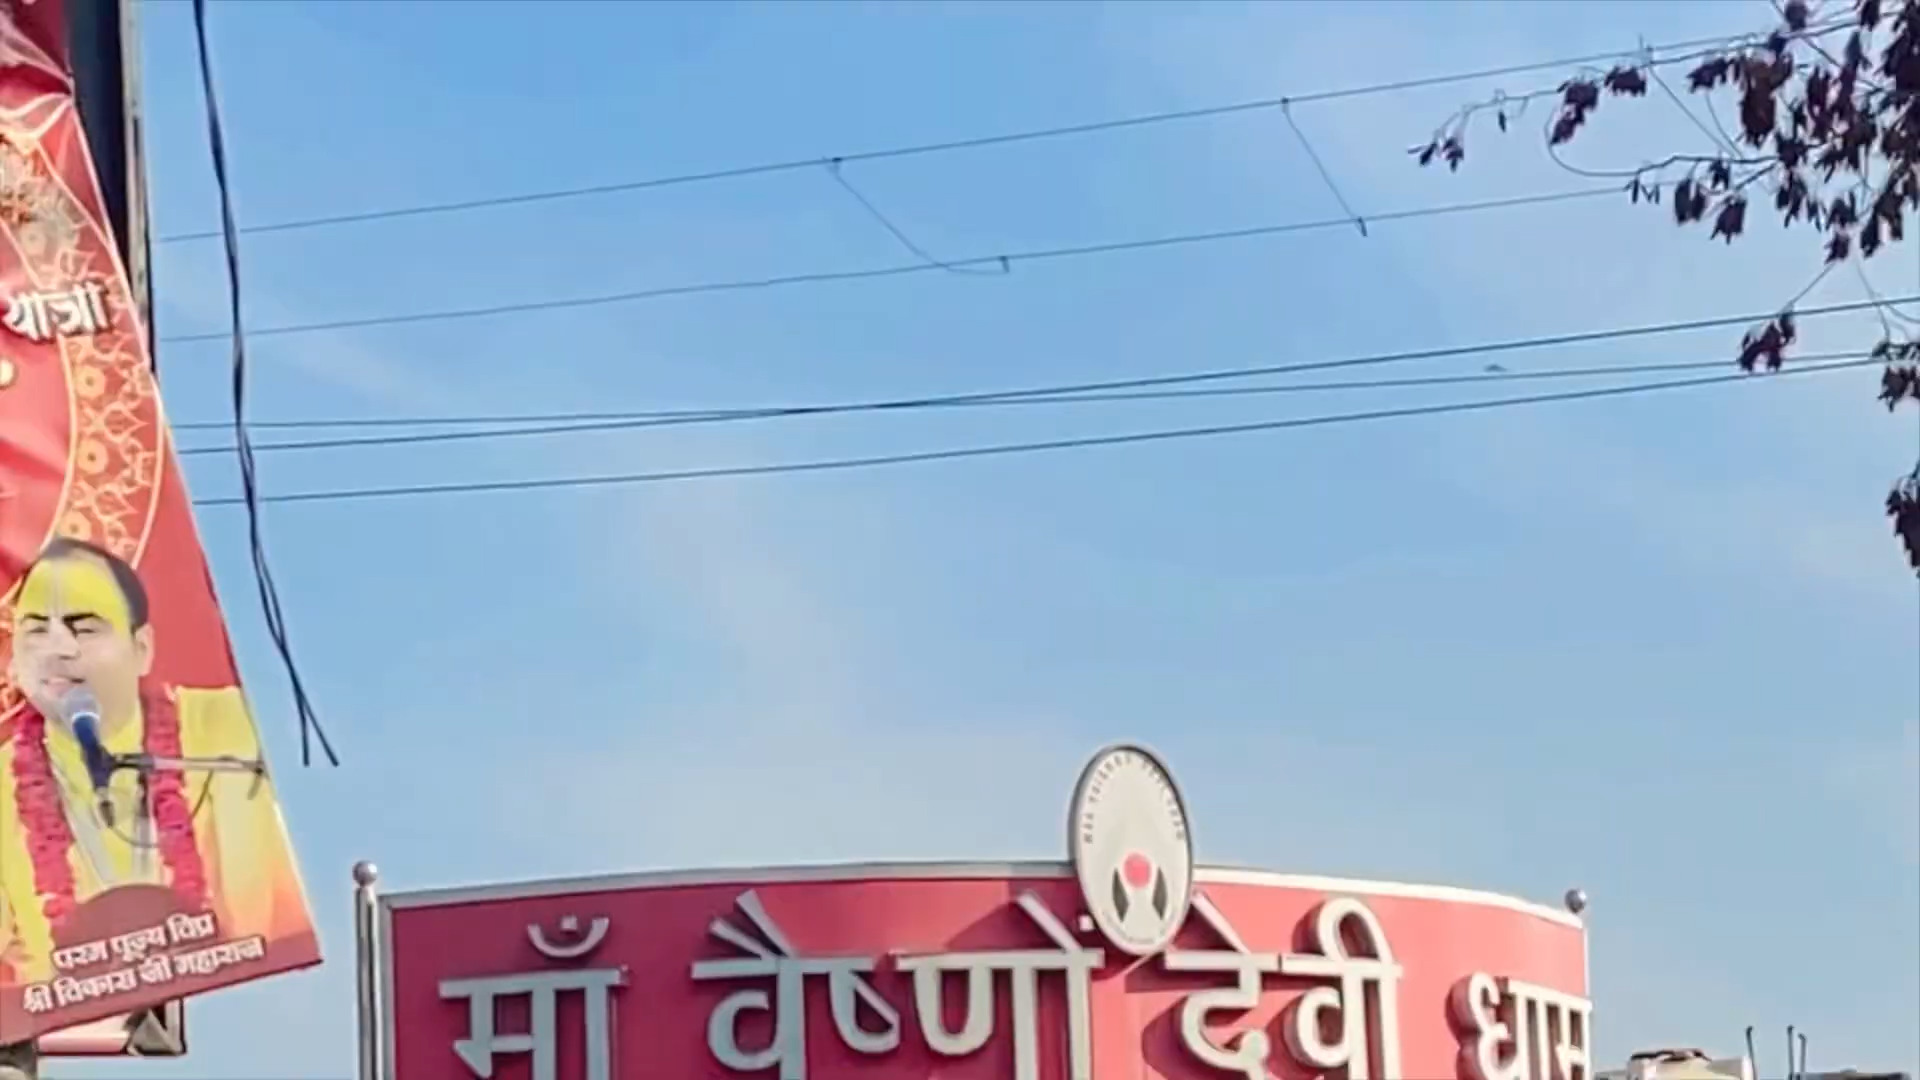 परम पूज्य विप्र
श्री विकास जी महाराज
माँ वैष्णो देवी धाम